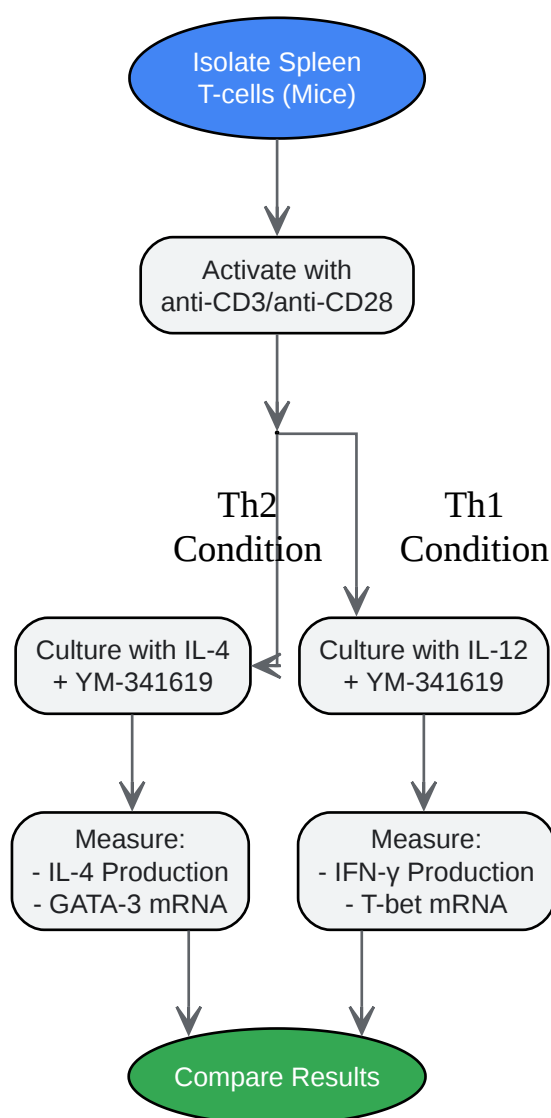 Isolate Spleen
T-cells (Mice)
Activate with
anti-CD3/anti-CD28
Th2
Condition
Th1
Condition
Culture with IL-4
+ YM-341619
Culture with IL-12
+ YM-341619
Measure:
- IL-4 Production
- GATA-3 mRNA
Measure:
- IFN-γ Production
- T-bet mRNA
Compare Results